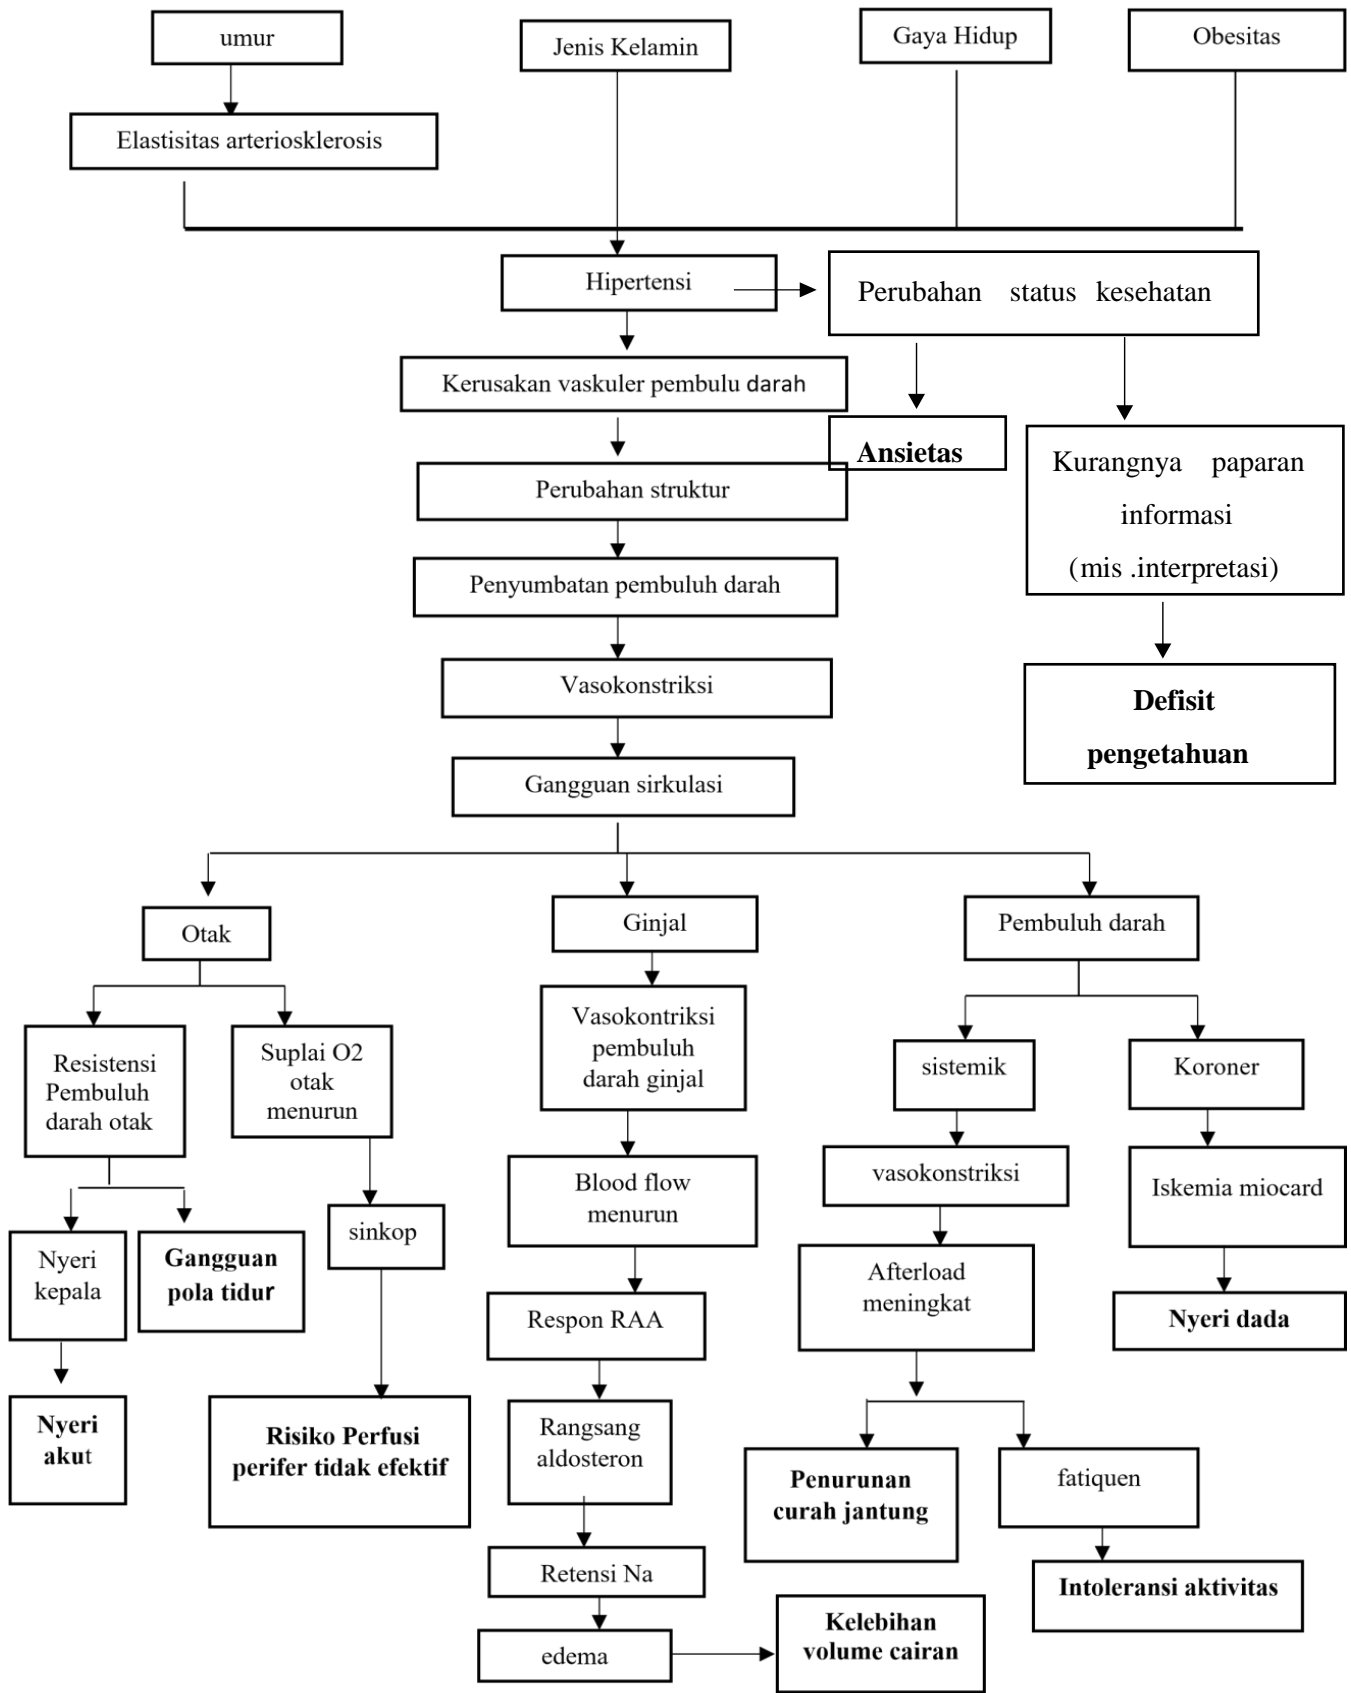 umur
Jenis Kelamin
Gaya Hidup
Obesitas
Elastisitas arteriosklerosis
Hipertensi
Perubahan status kesehatan
Kerusakan vaskuler pembulu darah
Ansietas
Kurangnya paparan
informasi
(mis .interpretasi)
Perubahan struktur
Penyumbatan pembuluh darah
Vasokonstriksi
Defisit
pengetahuan
Gangguan sirkulasi
Otak
Ginjal
Pembuluh darah
Resistensi
Pembuluh
darah otak
Suplai O2
otak
menurun
Vasokontriksi
pembuluh
darah ginjal
sistemik
Koroner
Nyeri
kepala
Gangguan
pola tidur
sinkop
Blood flow
menurun
vasokonstriksi
Iskemia miocard
Respon RAA
Afterload
meningkat
Nyeri dada
Nyeri
akut
Risiko Perfusi
perifer tidak efektif
Rangsang
aldosteron
Penurunan
curah jantung
fatiquen
Retensi Na
Intoleransi aktivitas
edema
Kelebihan
volume cairan